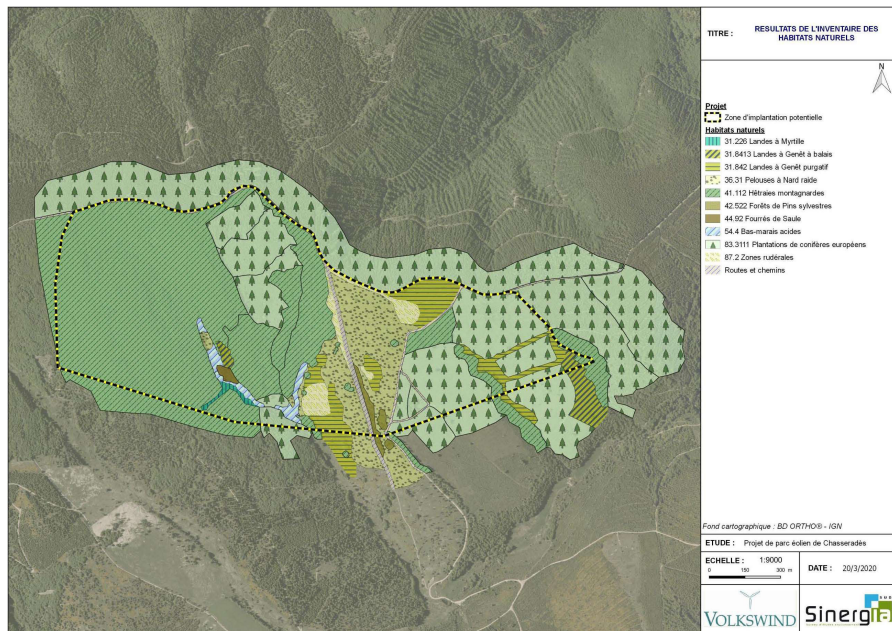 TITRE :
RESULTATS DE L'INVENTAIRE DES
HABITATS NATURELS
N
Projet
Zone d'implantation potentielle
Habitats naturels
31.226 Landes à Myrtille
31.8413 Landes à Genêt à balais
31.842 Landes à Genêt purgatif
36.31 Pelouses à Nard raide
41.112 Hêtraies montagnardes
42.522 Forêts de Pins sylvestres
44.92 Fourrés de Saule
54.4 Bas-marais acides
83.3111 Plantations de conifères européens
87.2 Zones rudérales
Routes et chemins
Fond cartographique : BD ORTHO® - IGN
ETUDE : Projet de parc éolien de Chasseradès
ECHELLE : 1:9000
0 150 300 m
DATE : 20/3/2020
VOLKSWIND
Sinergia